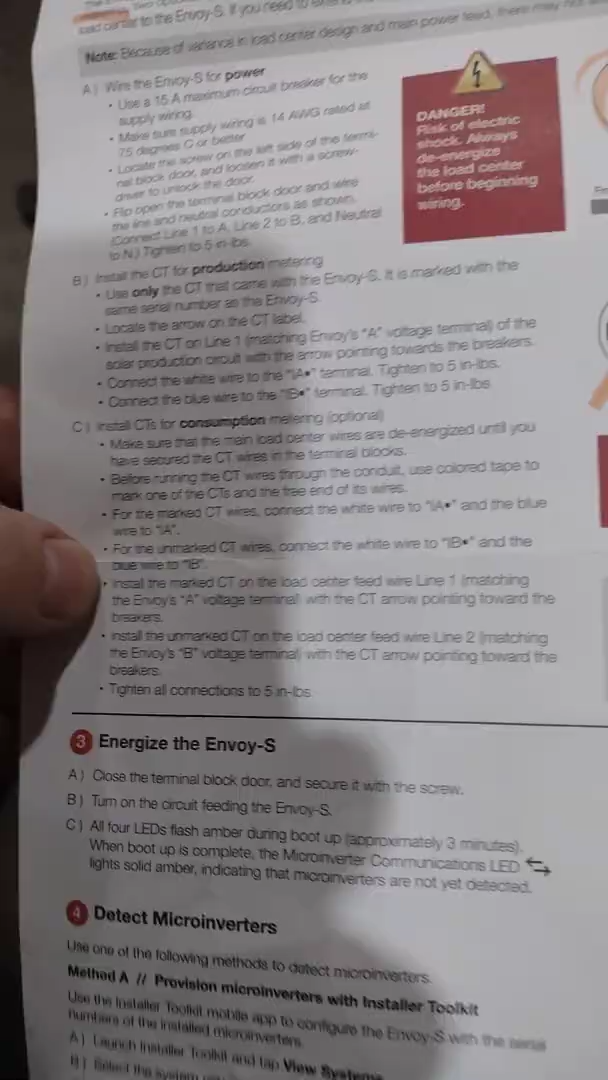 load center to the Envoy-S. If you need to
Note: Because of variance in load center design and main power feed, there may not
A) Wire the Envoy-S for power
• Use a 15 A maximum circuit breaker for the
supply wiring.
• Make sure supply wiring is 14 AWG rated at
75 degrees C or better.
• Locate the screw on the left side of the termi-
nal block door, and loosen it with a screw-
driver to unlock the door.
• Flip open the terminal block door and wire
the line and neutral conductors as shown.
(Connect Line 1 to A, Line 2 to B, and Neutral
to N.) Tighten to 5 in-lbs.
DANGER!
Risk of electric
shock. Always
de-energize
the load center
before beginning
wiring.
B) Install the CT for production metering
• Use only the CT that came with the Envoy-S. It is marked with the
same serial number as the Envoy-S.
• Locate the arrow on the CT label.
• Install the CT on Line 1 (matching Envoy's "A" voltage terminal) of the
solar production circuit with the arrow pointing towards the breakers.
• Connect the white wire to the "IA•" terminal. Tighten to 5 in-lbs.
• Connect the blue wire to the "IB•" terminal. Tighten to 5 in-lbs
C) Install CTs for consumption metering (optional)
• Make sure that the main load center wires are de-energized until you
have secured the CT wires in the terminal blocks.
• Before running the CT wires through the conduit, use colored tape to
mark one of the CTs and the free end of its wires.
• For the marked CT wires, connect the white wire to "IA•" and the blue
wire to "IA".
• For the unmarked CT wires, connect the white wire to "IB•" and the
blue wire to "IB".
• Install the marked CT on the load center feed wire Line 1 (matching
the Envoy's "A" voltage terminal) with the CT arrow pointing toward the
breakers.
• Install the unmarked CT on the load center feed wire Line 2 (matching
the Envoy's "B" voltage terminal) with the CT arrow pointing toward the
breakers.
• Tighten all connections to 5 in-lbs
3 Energize the Envoy-S
A) Close the terminal block door, and secure it with the screw.
B) Turn on the circuit feeding the Envoy-S.
C) All four LEDs flash amber during boot up (approximately 3 minutes).
When boot up is complete, the Microinverter Communications LED
lights solid amber, indicating that microinverters are not yet detected.
4 Detect Microinverters
Use one of the following methods to detect microinverters.
Method A // Provision microinverters with Installer Toolkit
Use the Installer Toolkit mobile app to configure the Envoy-S with the serial
numbers of the installed microinverters.
A) Launch Installer Toolkit and tap View Systems
B) Select the system